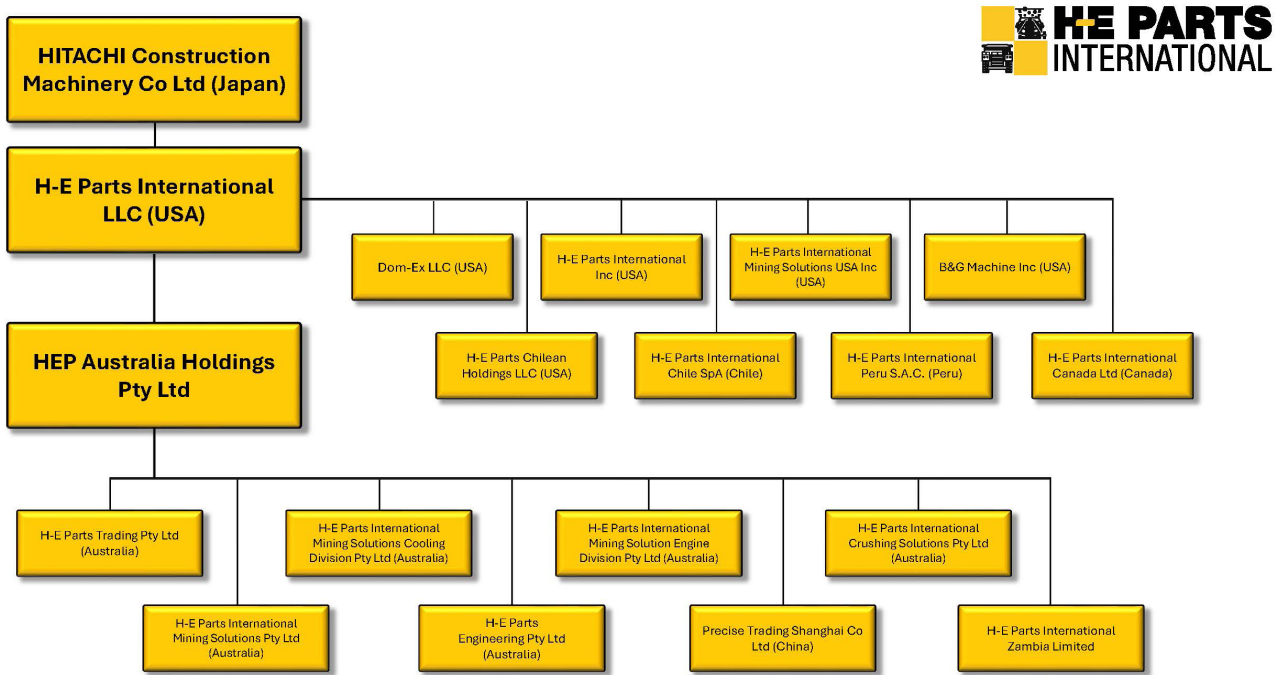 HITACHI Construction
Machinery Co Ltd (Japan)
H-E PARTS
INTERNATIONAL
H-E Parts International
LLC (USA)
Dom-Ex LLC (USA)
H-E Parts International
Inc (USA)
H-E Parts International
Mining Solutions USA Inc
(USA)
B&G Machine Inc (USA)
H-E Parts Chilean
Holdings LLC (USA)
H-E Parts International
Chile SpA (Chile)
H-E Parts International
Peru S.A.C. (Peru)
H-E Parts International
Canada Ltd (Canada)
HEP Australia Holdings
Pty Ltd
H-E Parts Trading Pty Ltd
(Australia)
H-E Parts International
Mining Solutions Cooling
Division Pty Ltd (Australia)
H-E Parts International
Mining Solution Engine
Division Pty Ltd (Australia)
H-E Parts International
Crushing Solutions Pty Ltd
(Australia)
H-E Parts International
Mining Solutions Pty Ltd
(Australia)
H-E Parts
Engineering Pty Ltd
(Australia)
Precise Trading Shanghai Co
Ltd (China)
H-E Parts International
Zambia Limited